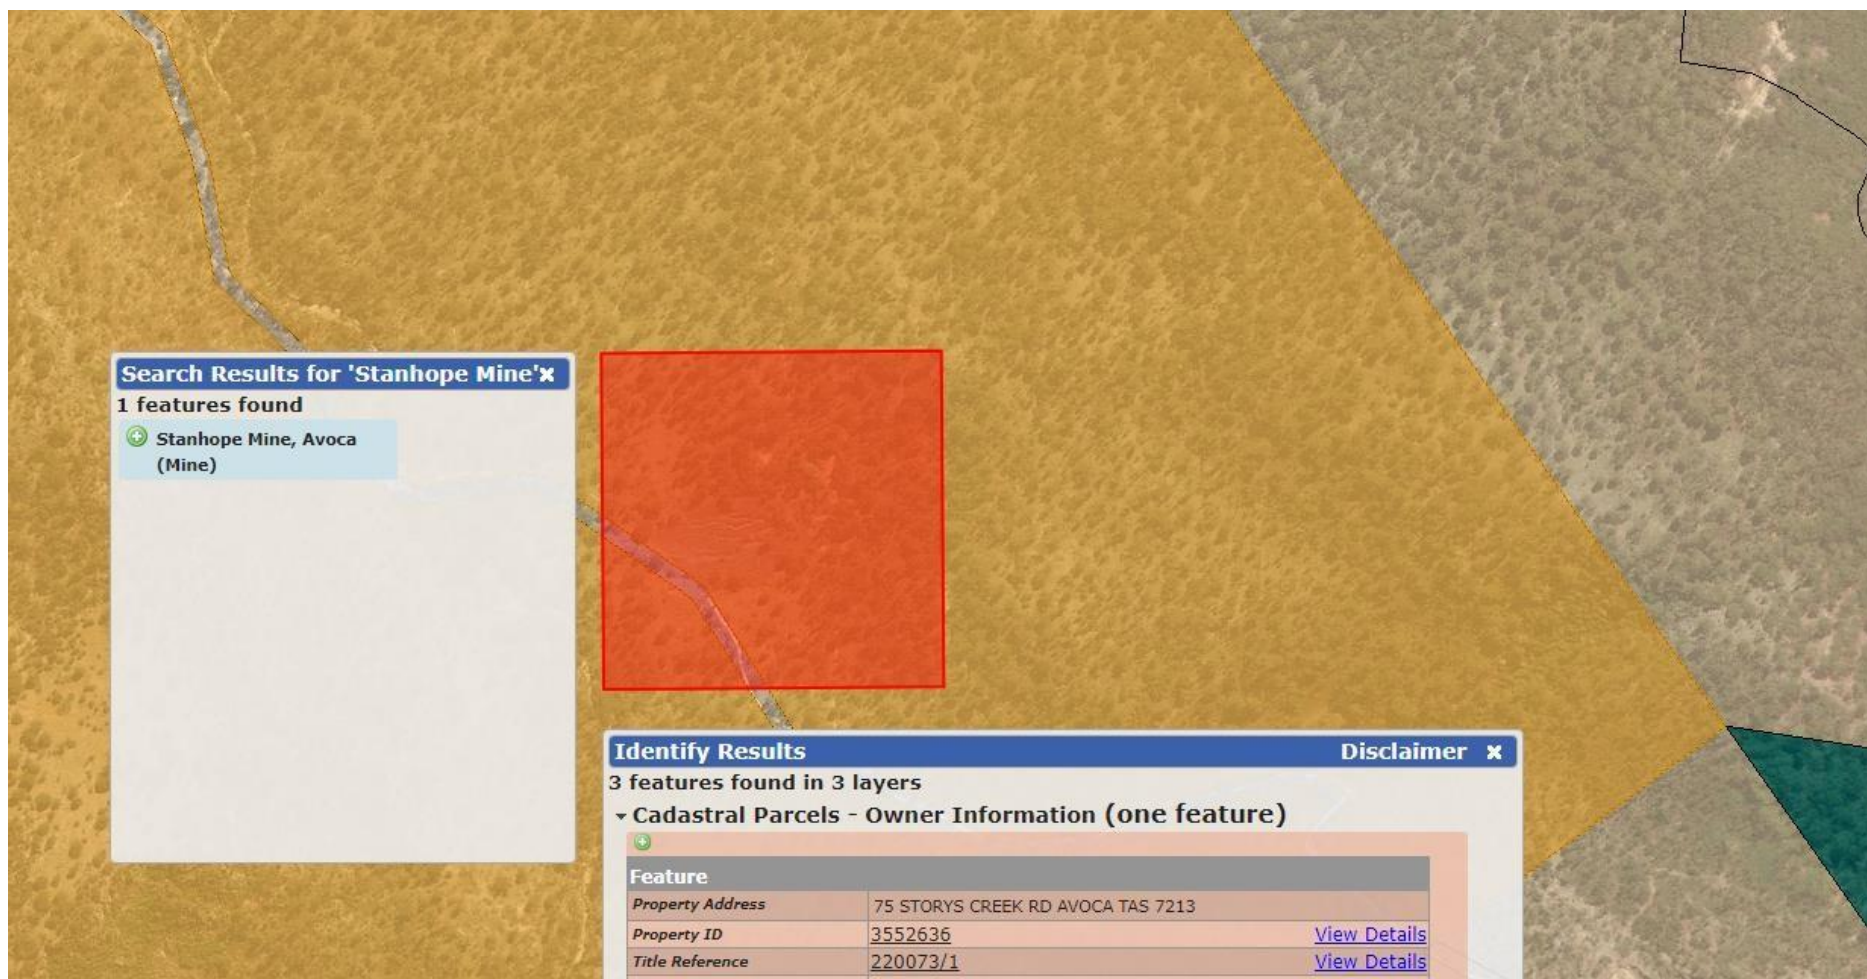 Search Results for 'Stanhope Mine'
1 features found
Stanhope Mine, Avoca
(Mine)
Identify Results Disclaimer
3 features found in 3 layers
Cadastral Parcels - Owner Information (one feature)
Feature
Property Address 75 STORYS CREEK RD AVOCA TAS 7213
Property ID 3552636 View Details
Title Reference 220073/1 View Details